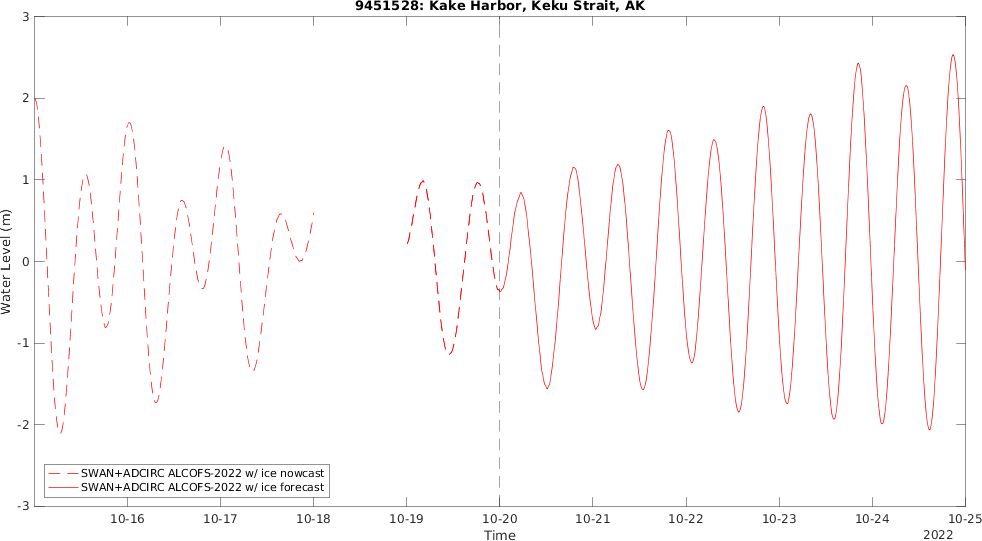 9451528: Kake Harbor, Keku Strait, AK
3
2
1
0
-1
-2
-3
Water Level (m)
SWAN+ADCIRC ALCOFS-2022 w/ ice nowcast
SWAN+ADCIRC ALCOFS-2022 w/ ice forecast
10-16 10-17 10-18 10-19 10-20 10-21 10-22 10-23 10-24 10-25
Time
2022